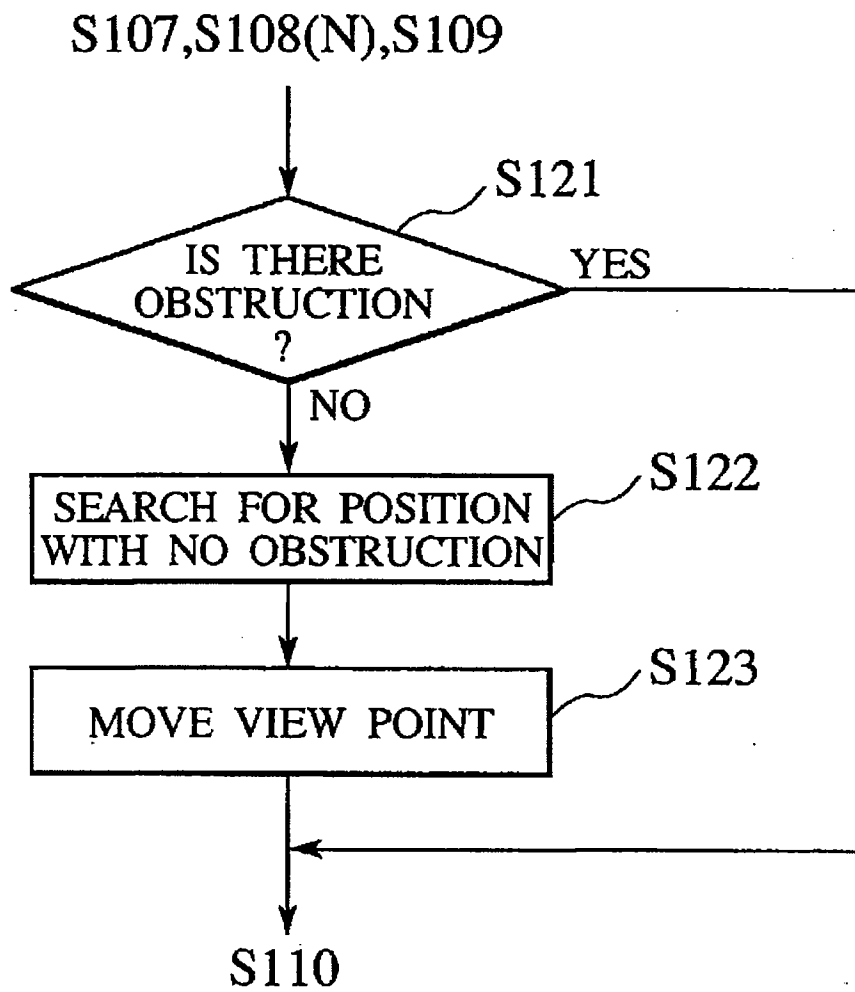 S107,S108(N),S109
S121
IS THERE
OBSTRUCTION
?
YES
NO
S122
SEARCH FOR POSITION
WITH NO OBSTRUCTION
S123
MOVE VIEW POINT
S110